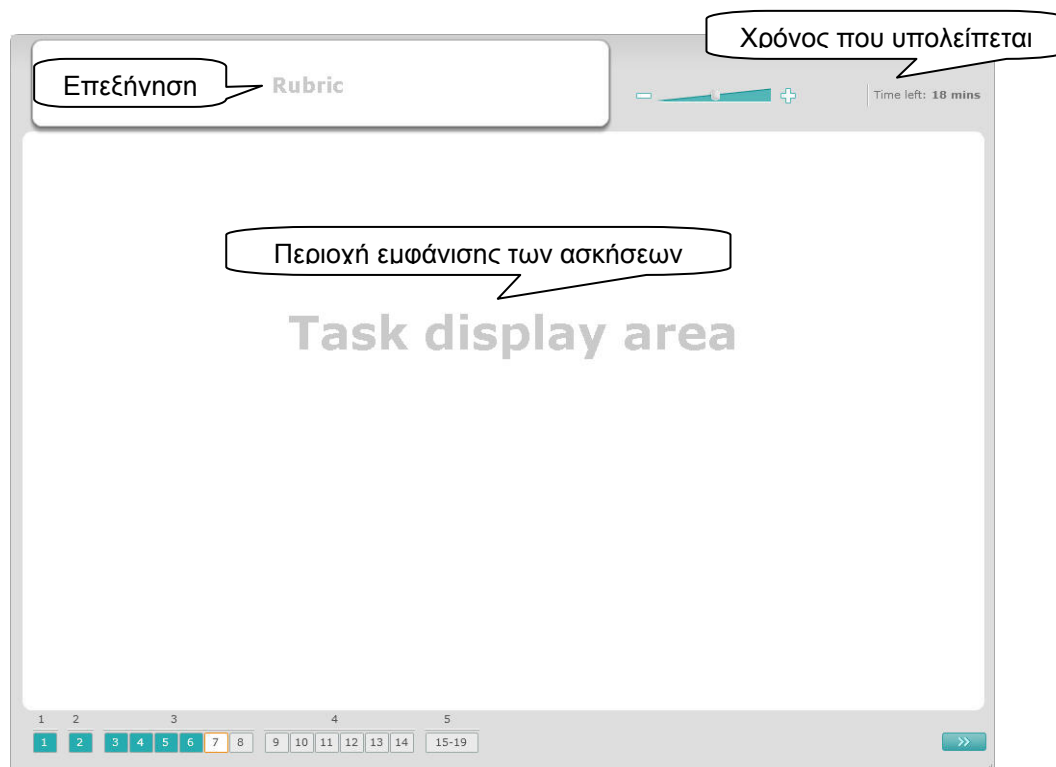 Χρόνος που υπολείπεται
Επεξήγηση
Rubric
Time left: 18 mins
Περιοχή εμφάνισης των ασκήσεων
Task display area
1 2 3 4 5
1 2 3 4 5 6 7 8 9 10 11 12 13 14 15-19
>>